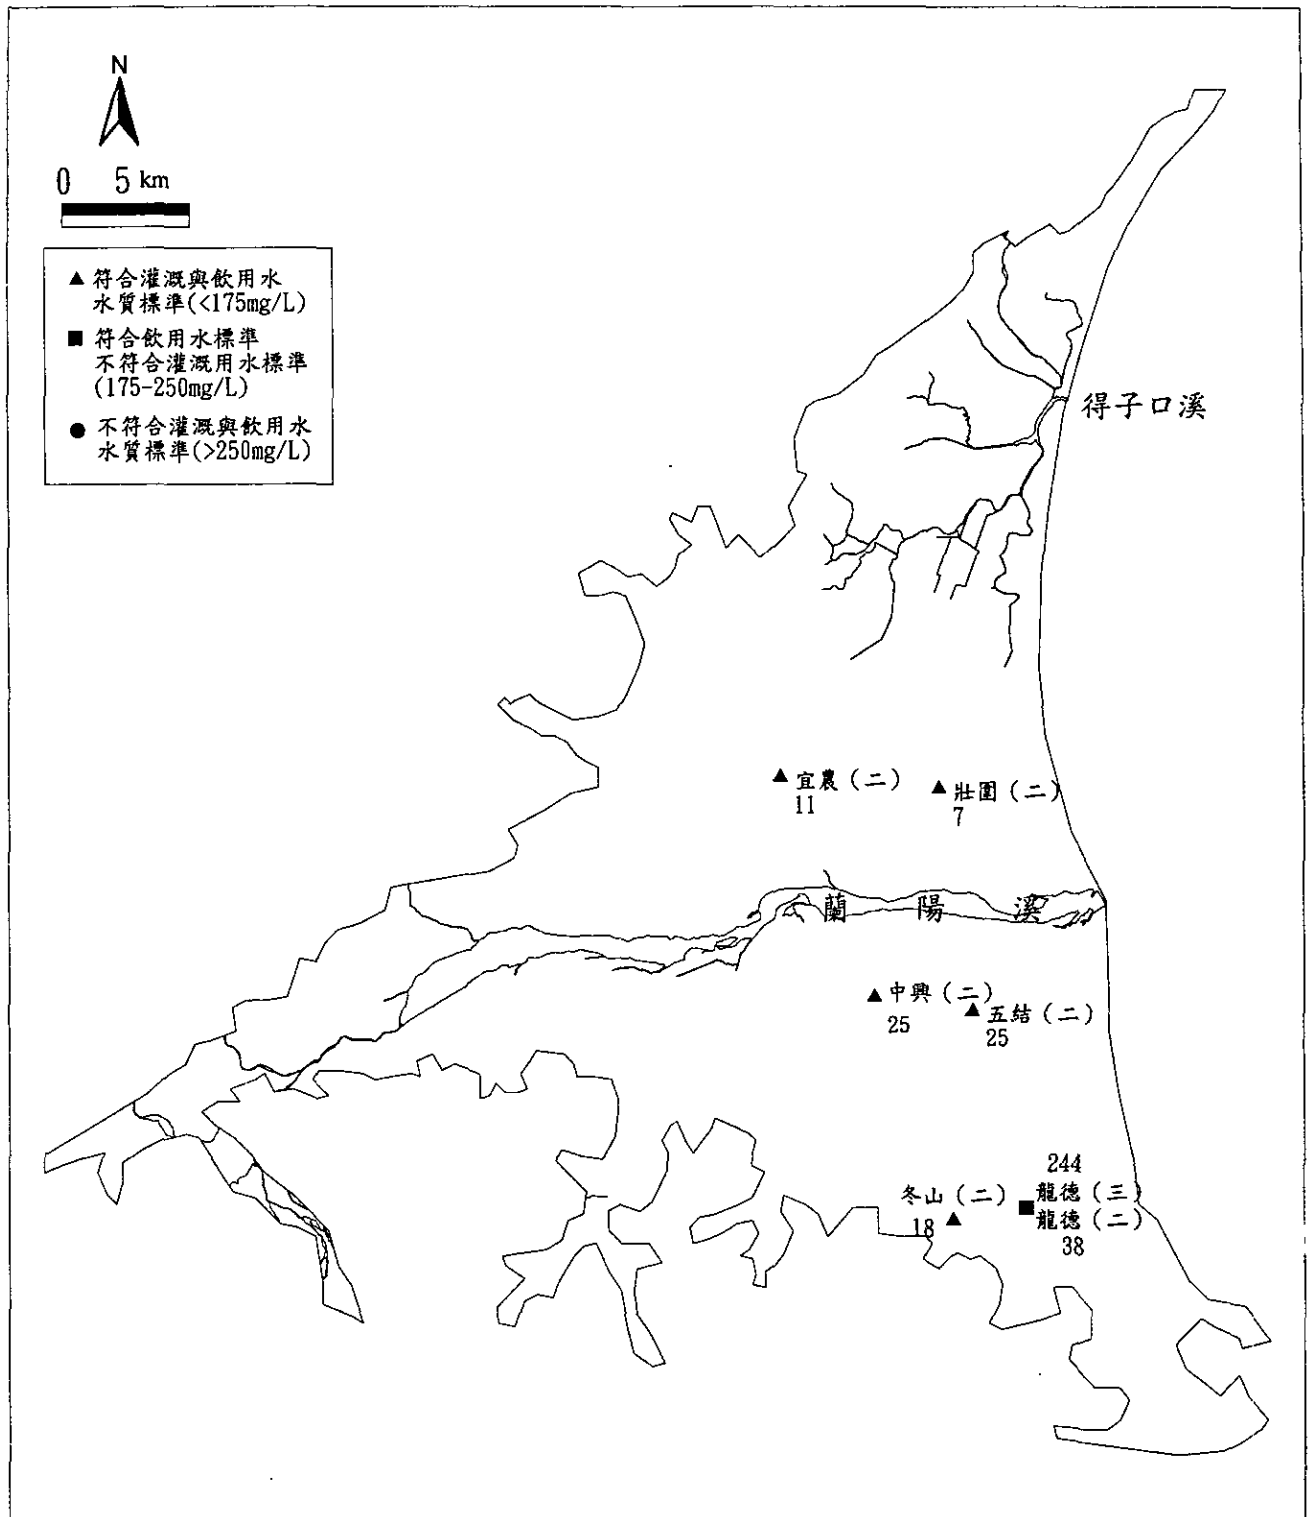 N
0 5 km
▲ 符合灌溉與飲用水
水質標準(<175mg/L)
■ 符合飲用水標準
不符合灌溉用水標準
(175-250mg/L)
● 不符合灌溉與飲用水
水質標準(>250mg/L)
得子口溪
宜農（二）
11
壯圍（二）
7
蘭陽溪
中興（二）
25
五結（二）
25
244
龍德（三）
冬山（二）
18
龍德（二）
38